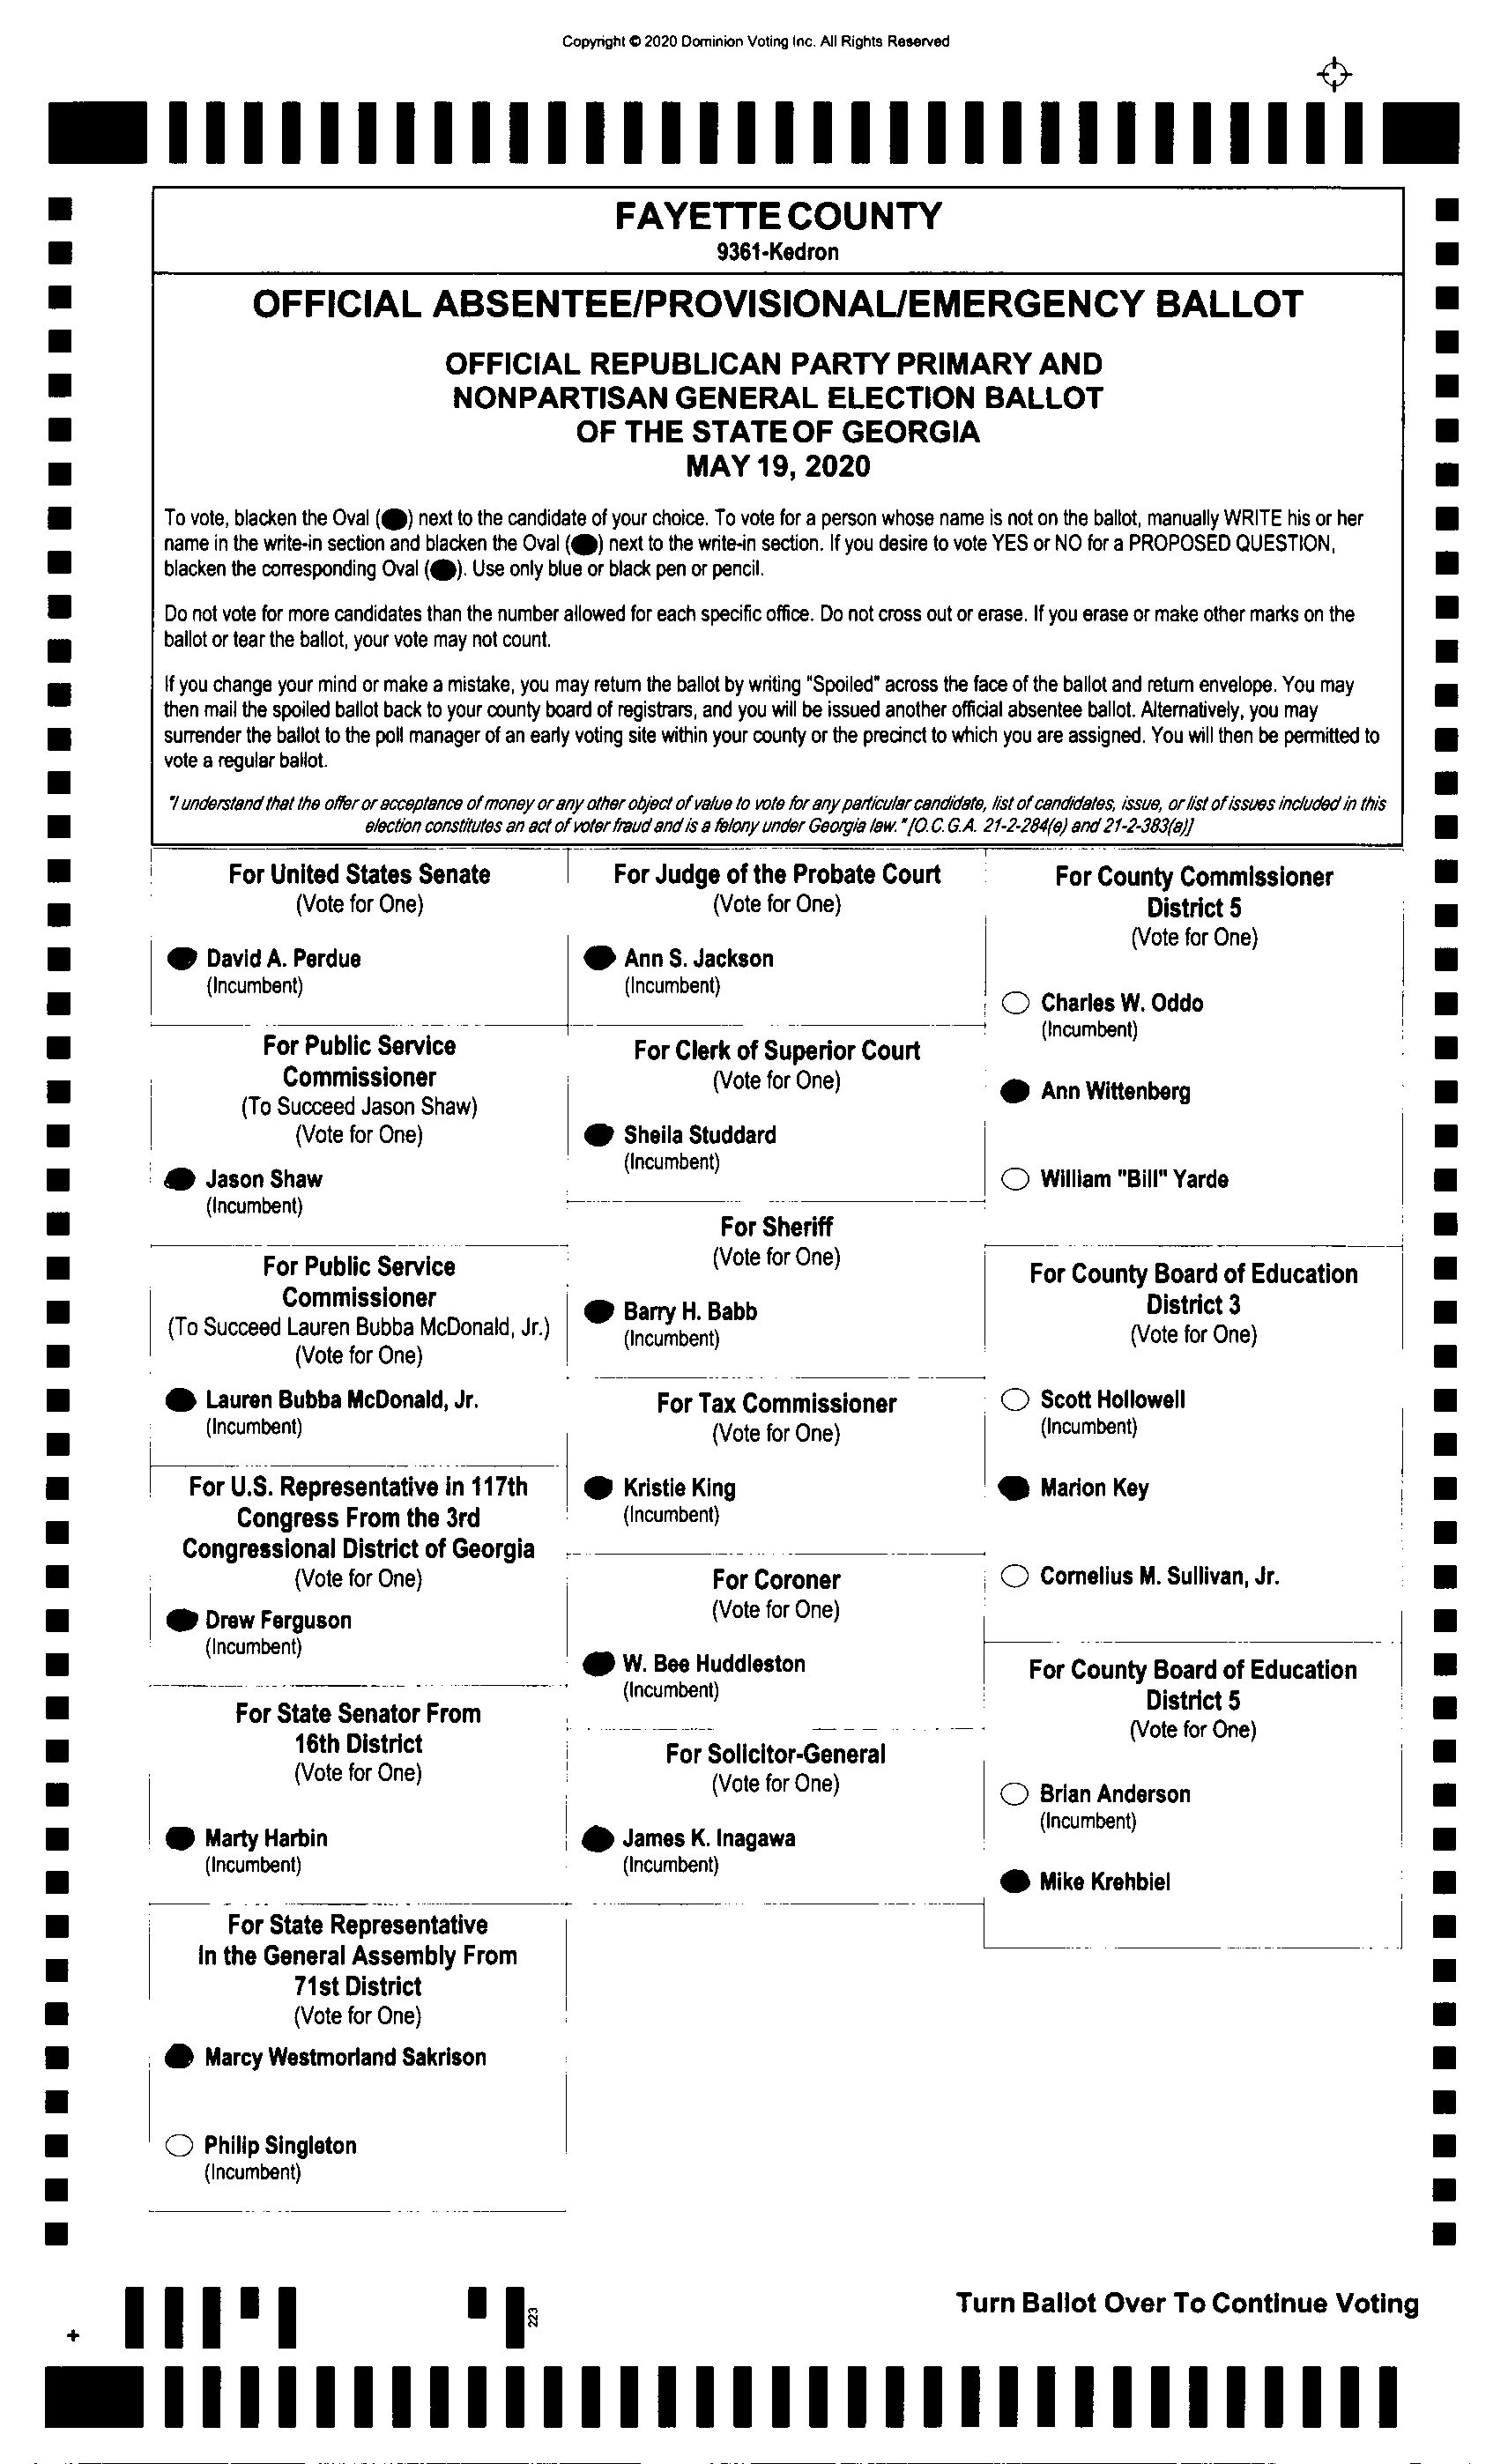 Copyright © 2020 Dominion Voting Inc. All Rights Reserved
FAYETTE COUNTY
9361-Kedron
OFFICIAL ABSENTEE/PROVISIONAL/EMERGENCY BALLOT
OFFICIAL REPUBLICAN PARTY PRIMARY AND
NONPARTISAN GENERAL ELECTION BALLOT
OF THE STATE OF GEORGIA
MAY 19, 2020
To vote, blacken the Oval ( ) next to the candidate of your choice. To vote for a person whose name is not on the ballot, manually WRITE his or her
name in the write-in section and blacken the Oval ( ) next to the write-in section. If you desire to vote YES or NO for a PROPOSED QUESTION,
blacken the corresponding Oval ( ). Use only blue or black pen or pencil.
Do not vote for more candidates than the number allowed for each specific office. Do not cross out or erase. If you erase or make other marks on the
ballot or tear the ballot, your vote may not count.
If you change your mind or make a mistake, you may return the ballot by writing "Spoiled" across the face of the ballot and return envelope. You may
then mail the spoiled ballot back to your county board of registrars, and you will be issued another official absentee ballot. Alternatively, you may
surrender the ballot to the poll manager of an early voting site within your county or the precinct to which you are assigned. You will then be permitted to
vote a regular ballot.
"I understand that the offer or acceptance of money or any other object of value to vote for any particular candidate, list of candidates, issue, or list of issues included in this
election constitutes an act of voter fraud and is a felony under Georgia law." [O.C.G.A. 21-2-284(e) and 21-2-383(a)]
For United States Senate
(Vote for One)
David A. Perdue
(Incumbent)
For Public Service
Commissioner
(To Succeed Jason Shaw)
(Vote for One)
Jason Shaw
(Incumbent)
For Public Service
Commissioner
(To Succeed Lauren Bubba McDonald, Jr.)
(Vote for One)
Lauren Bubba McDonald, Jr.
(Incumbent)
For U.S. Representative in 117th
Congress From the 3rd
Congressional District of Georgia
(Vote for One)
Drew Ferguson
(Incumbent)
For State Senator From
16th District
(Vote for One)
Marty Harbin
(Incumbent)
For State Representative
In the General Assembly From
71st District
(Vote for One)
Marcy Westmorland Sakrison
Philip Singleton
(Incumbent)
For Judge of the Probate Court
(Vote for One)
Ann S. Jackson
(Incumbent)
For Clerk of Superior Court
(Vote for One)
Sheila Studdard
(Incumbent)
For Sheriff
(Vote for One)
Barry H. Babb
(Incumbent)
For Tax Commissioner
(Vote for One)
Kristie King
(Incumbent)
For Coroner
(Vote for One)
W. Bee Huddleston
(Incumbent)
For Solicitor-General
(Vote for One)
James K. Inagawa
(Incumbent)
For County Commissioner
District 5
(Vote for One)
Charles W. Oddo
(Incumbent)
Ann Wittenberg
William "Bill" Yarde
For County Board of Education
District 3
(Vote for One)
Scott Hollowell
(Incumbent)
Marion Key
Cornelius M. Sullivan, Jr.
For County Board of Education
District 5
(Vote for One)
Brian Anderson
(Incumbent)
Mike Krehbiel
223
Turn Ballot Over To Continue Voting